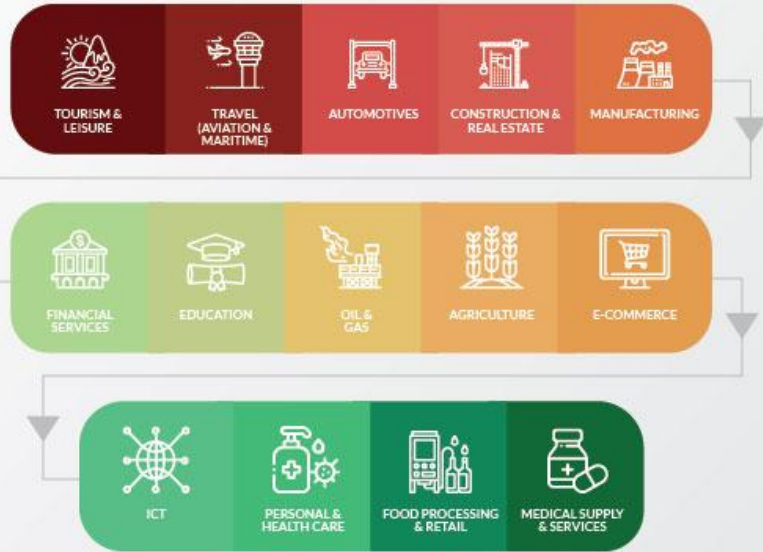 TOURISM &
LEISURE
TRAVEL
(AVIATION &
MARITIME)
AUTOMOTIVES
CONSTRUCTION &
REAL ESTATE
MANUFACTURING
$
FINANCIAL
SERVICES
EDUCATION
OIL &
GAS
AGRICULTURE
E-COMMERCE
ICT
PERSONAL &
HEALTH CARE
FOOD PROCESSING
& RETAIL
MEDICAL SUPPLY
& SERVICES